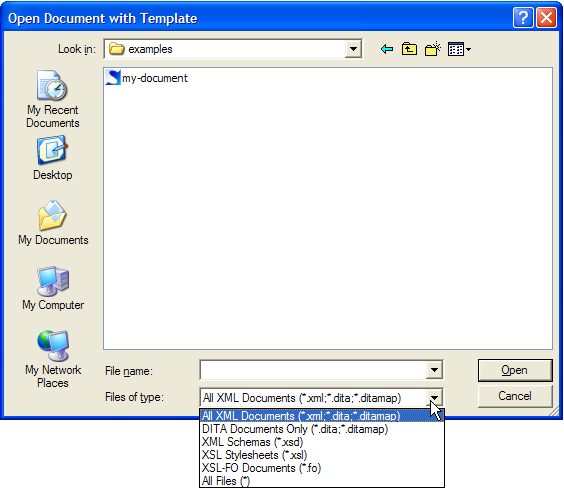 Open Document with Template
Look in: examples
my-document
My Recent
Documents
Desktop
My Documents
My Computer
My Network
Places
File name:
Open
Files of type: All XML Documents (*.xml;*.dita;*.ditamap)
Cancel
All XML Documents (*.xml;*.dita;*.ditamap)
DITA Documents Only (*.dita;*.ditamap)
XML Schemas (*.xsd)
XSL Stylesheets (*.xsl)
XSL-FO Documents (*.fo)
All Files (*)